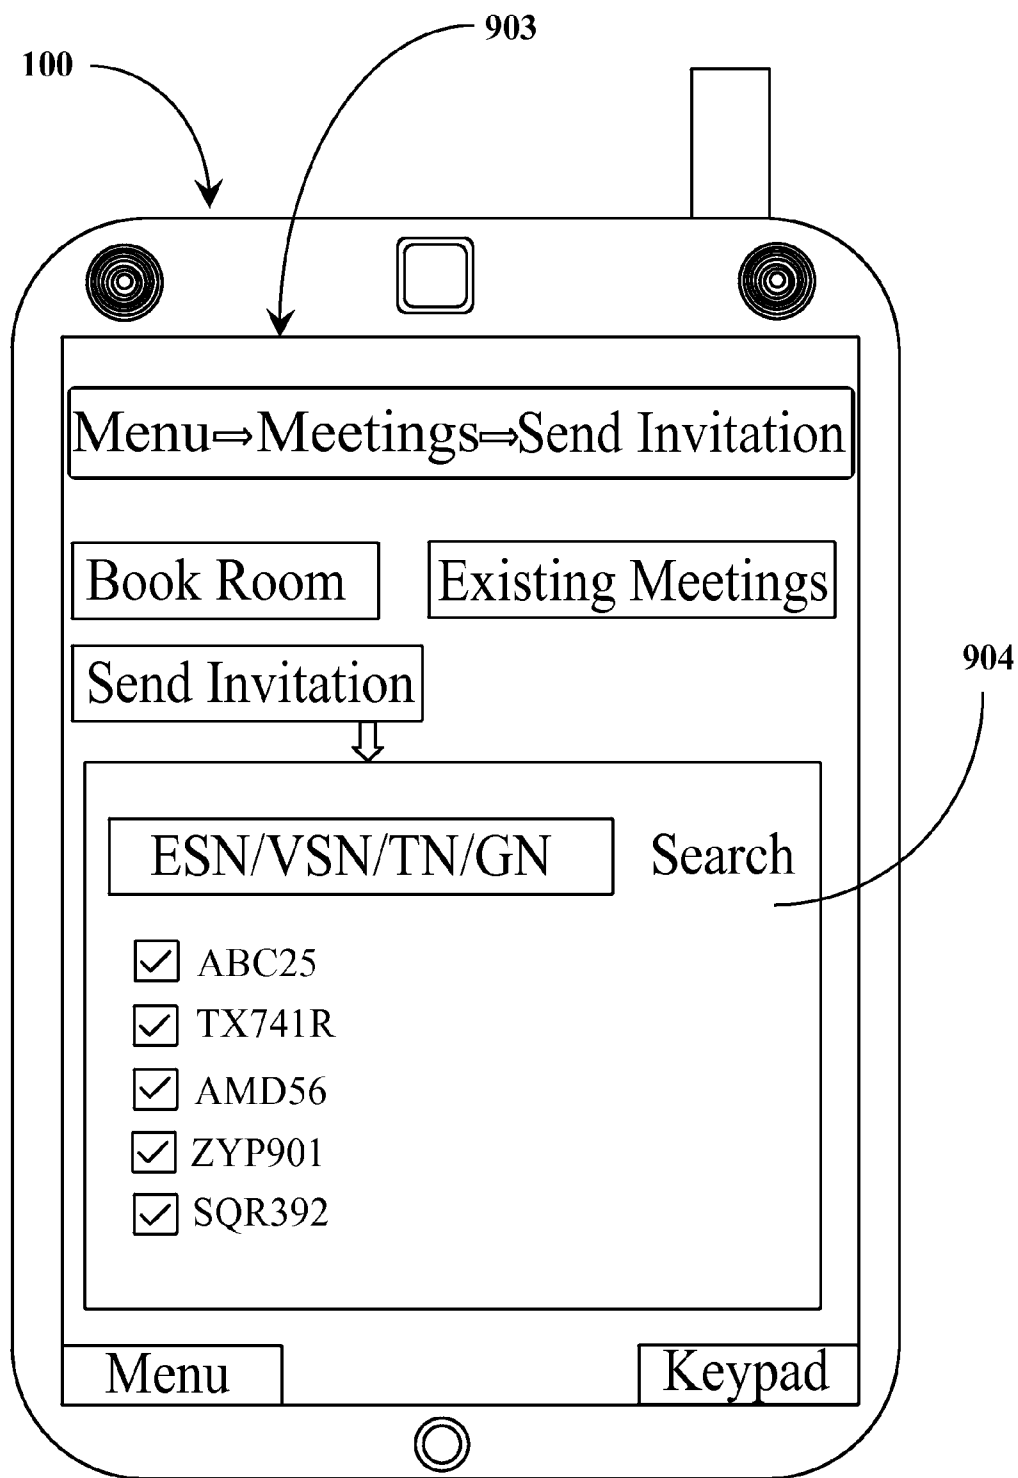 903
100
Menu⇒Meetings⇒Send Invitation
Book Room Existing Meetings
Send Invitation
904
ESN/VSN/TN/GN Search
ABC25
TX741R
AMD56
ZYP901
SQR392
Menu Keypad